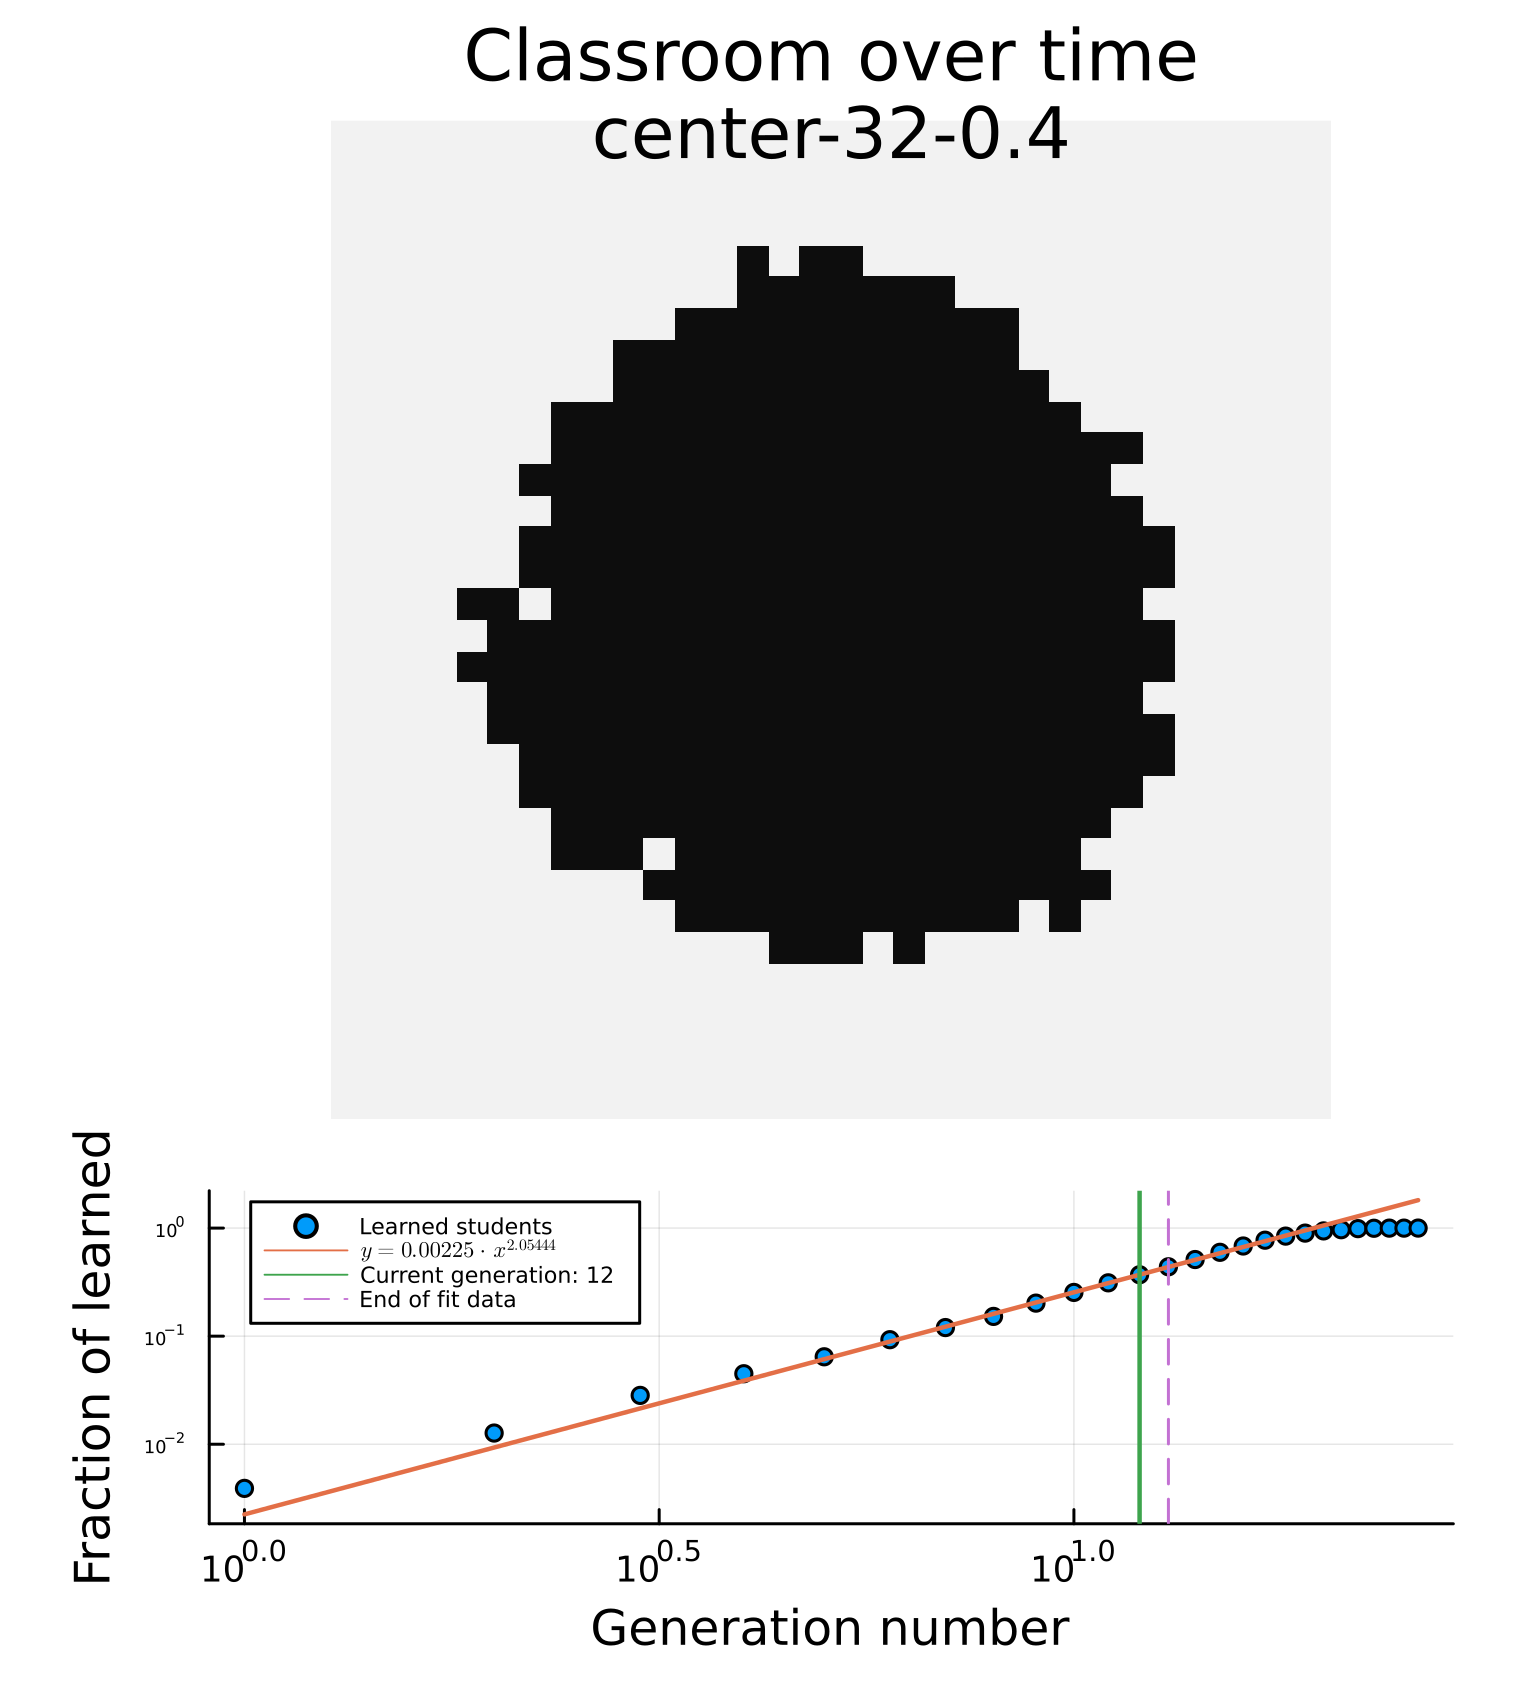 Classroom over time
center-32-0.4
Fraction of learned
10⁰
10⁻¹
10⁻²
Learned students
y = 0.00225 · x^2.05444
Current generation: 12
End of fit data
10^0.0
10^0.5
10^1.0
Generation number